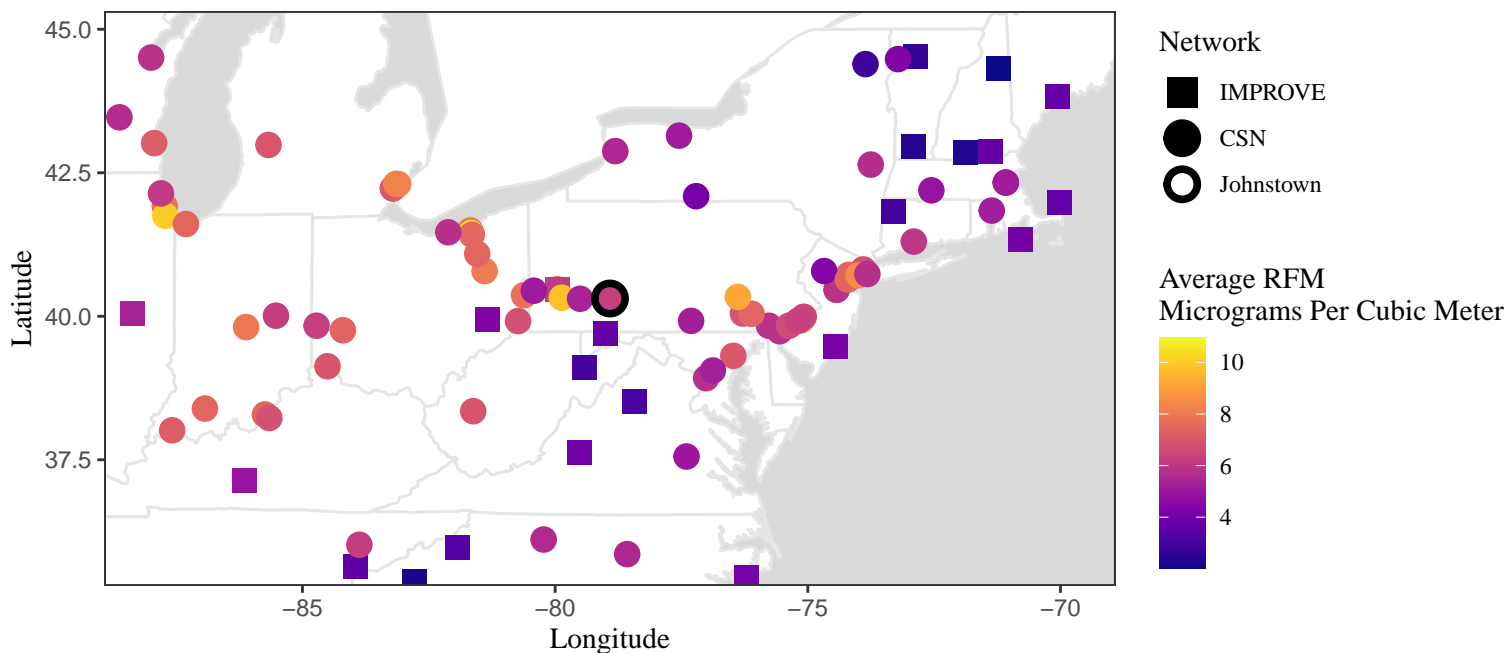 45.0
42.5
40.0
37.5
Latitude
−85
−80
−75
−70
Longitude
Network
IMPROVE
CSN
Johnstown
Average RFM
Micrograms Per Cubic Meter
10
8
6
4